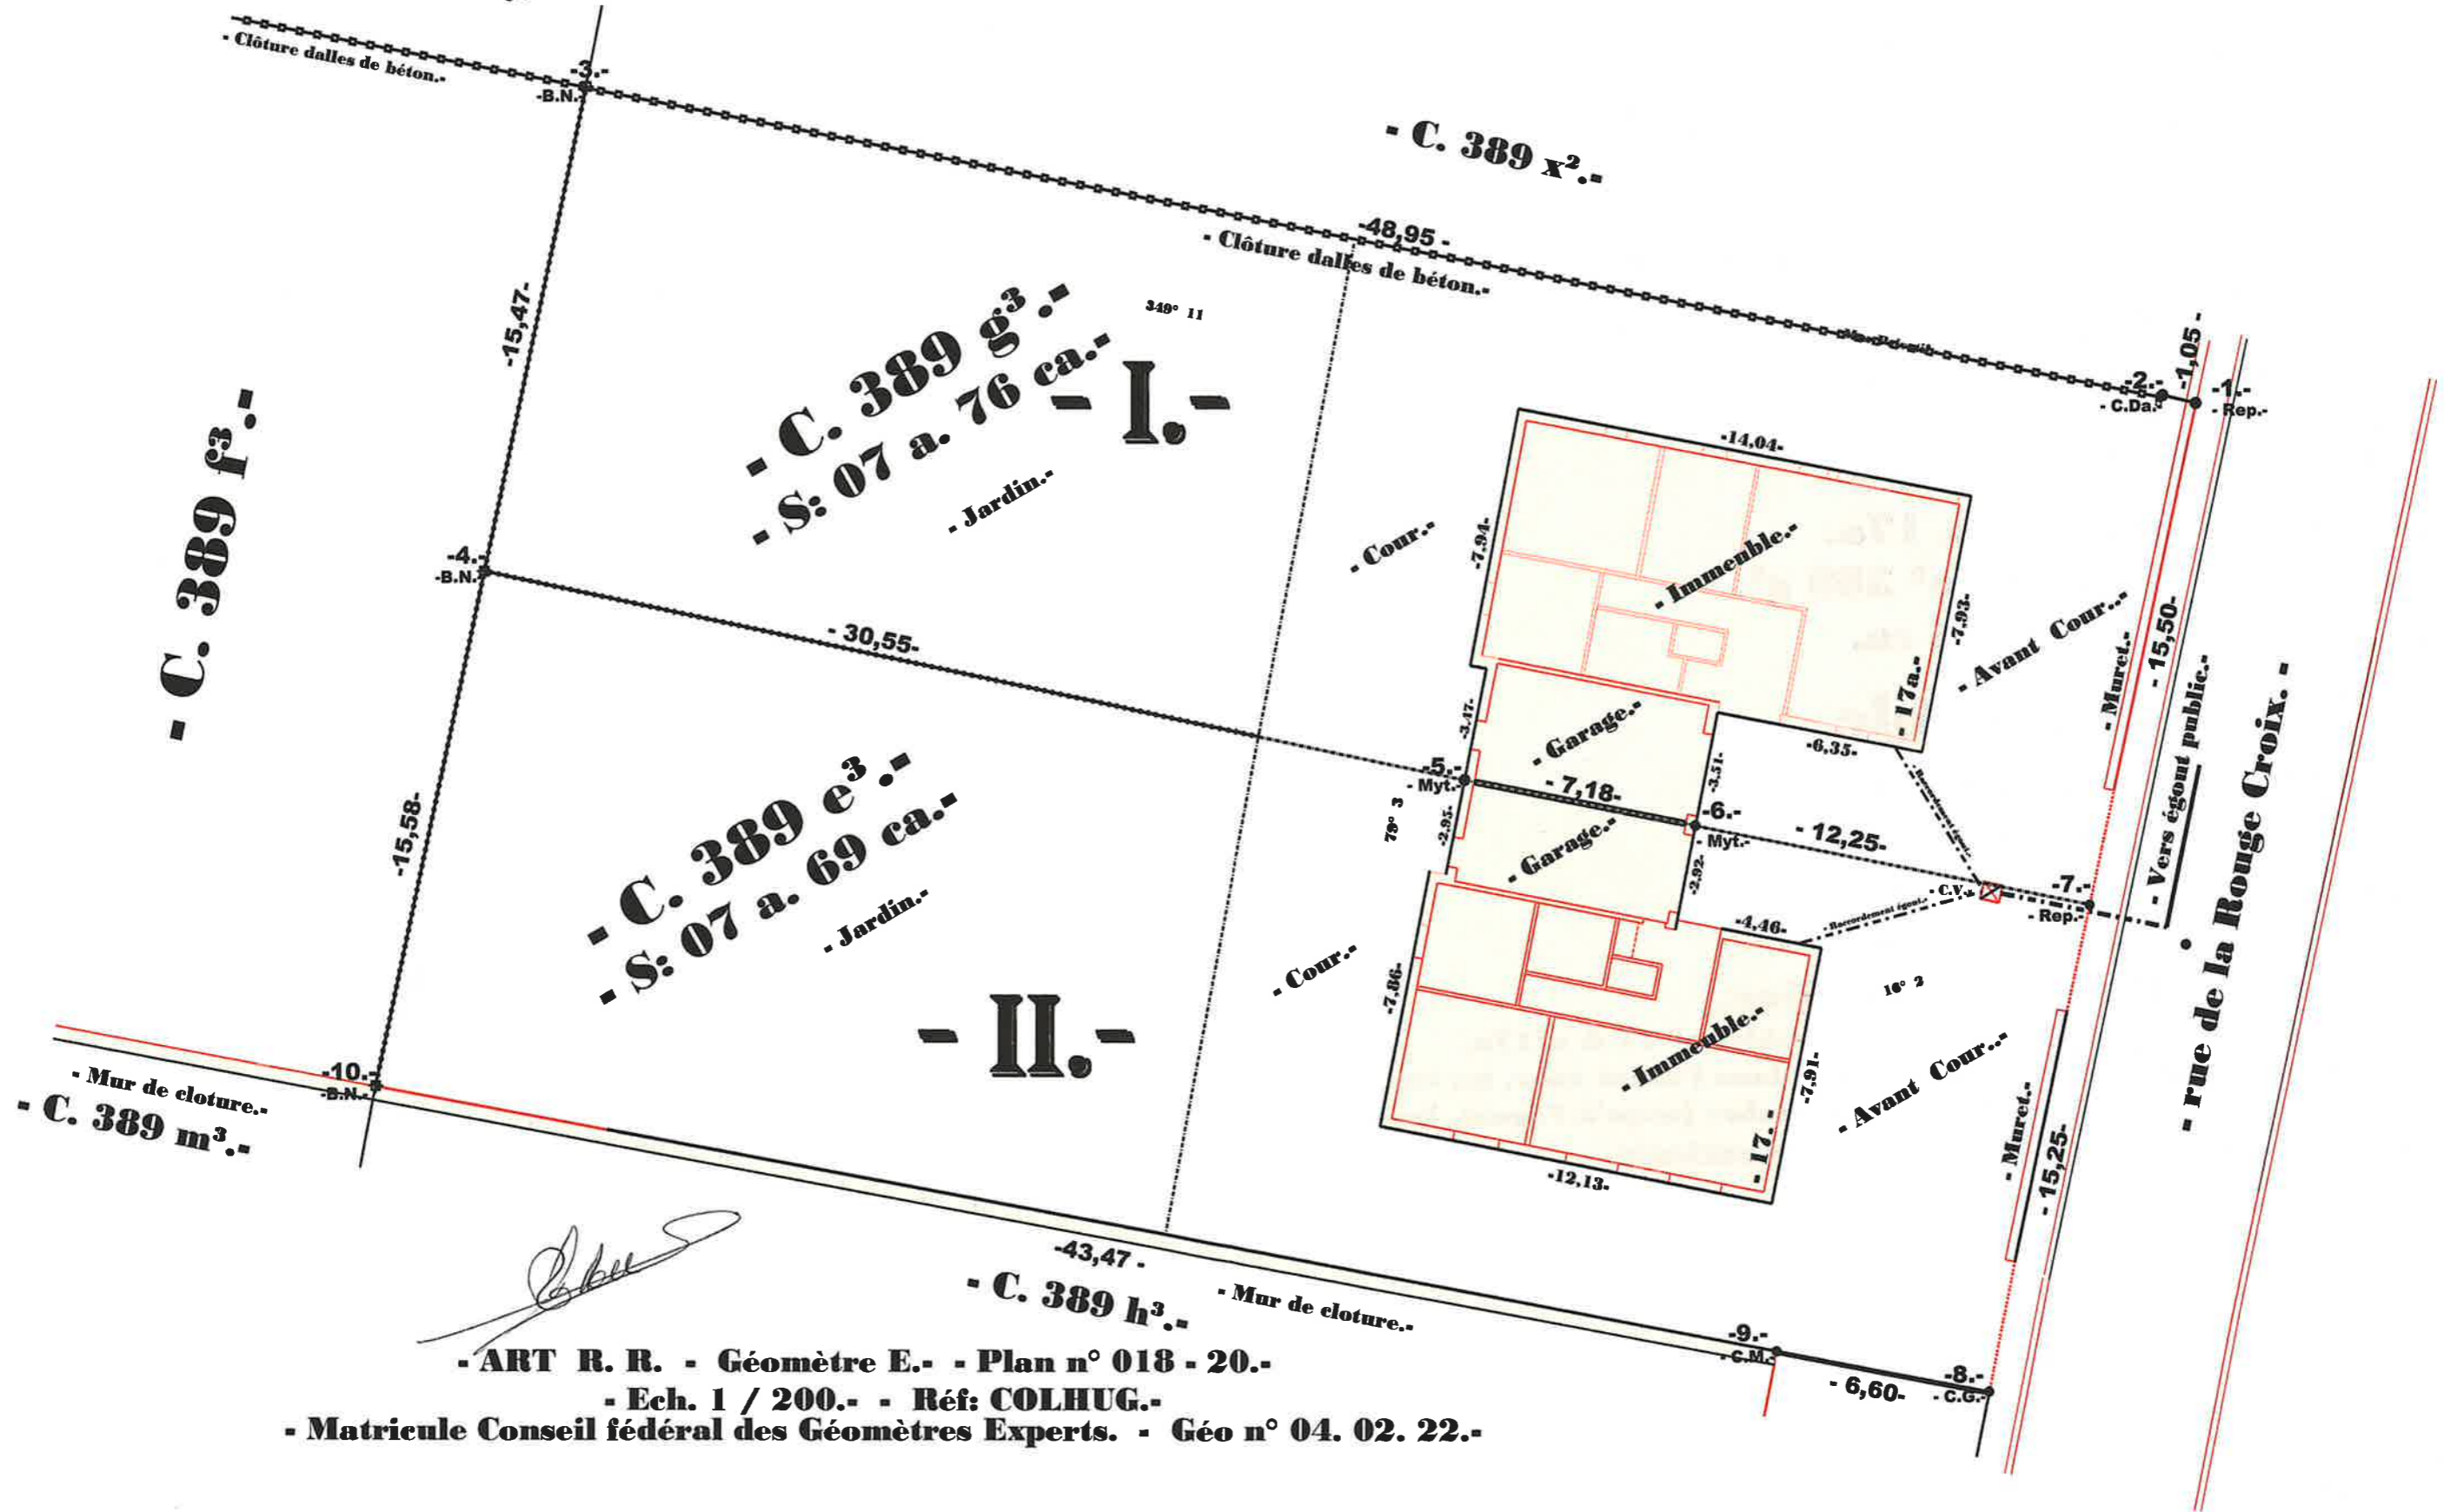 - Clôture dalles de béton.-
-3.-
-B.N.-
- C. 389 x².-
-48,95 -
- Clôture dalles de béton.-
-1,05 -
-2.-
- C.Da.-
-1.-
- Rep.-
-15,47-
- C. 389 g³.-
- S: 07 a. 76 ca.-
349° 11
- I.-
- Jardin.-
- C. 389 f³.-
-4.-
-B.N.-
- 30,55-
- Cour.-
-14,04-
-7,94-
- Immeuble.-
-7,93-
- 17a.-
- Avant Cour..-
- Muret.-
- 15,50-
-3,47-
- Garage.-
-6,35-
-3,51-
- Vers égout public.-
- rue de la Rouge Croix. -
-5.-
- Myt.-
- 7,18-
-6.-
- Myt.-
- 12,25-
79° 3
-2,95-
- Garage.-
-2,92-
- C.V.-
-7.-
- Rep.-
-15,58-
- C. 389 e³.-
- S: 07 a. 69 ca.-
- Jardin.-
- II.-
- Cour.-
-4,46-
- Raccordement égout.-
16° 2
-7,86-
- Immeuble.-
-7,91-
- 17. -
- Avant Cour..-
- Muret.-
- 15,25-
-12,13-
-10.-
-B.N.-
- Mur de cloture.-
- C. 389 m³.-
-43,47 -
- C. 389 h³.-
- Mur de cloture.-
-9.-
- C.M.-
- 6,60-
-8.-
- C.G.-
- ART R. R. - Géomètre E.- - Plan n° 018 - 20.-
- Ech. 1 / 200.- - Réf: COLHUG.-
- Matricule Conseil fédéral des Géomètres Experts. - Géo n° 04. 02. 22.-